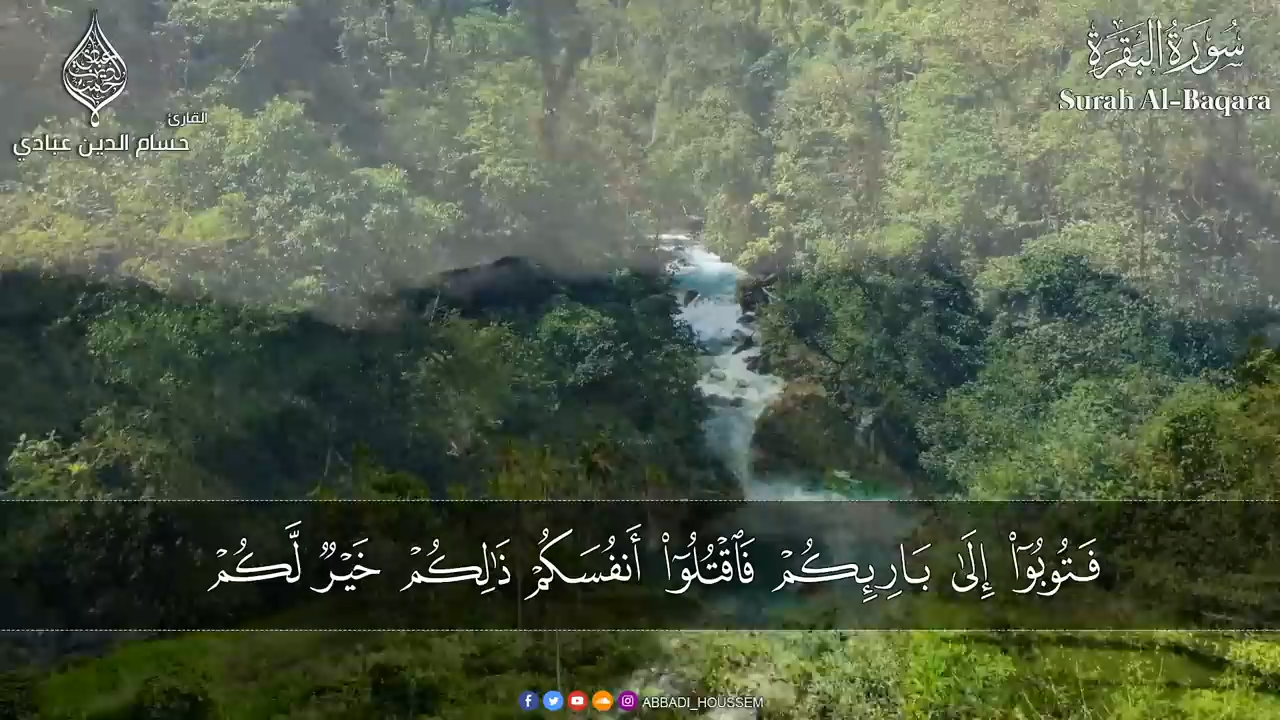 سُورَةُ البَقَرَة
Surah Al-Baqara
القارئ
حسام الدين عبادي
فَتُوبُوٓا۟ إِلَىٰ بَارِئِكُمْ فَٱقْتُلُوٓا۟ أَنفُسَكُمْ ذَٰلِكُمْ خَيْرٌ لَّكُمْ
ABBADI_HOUSSEM